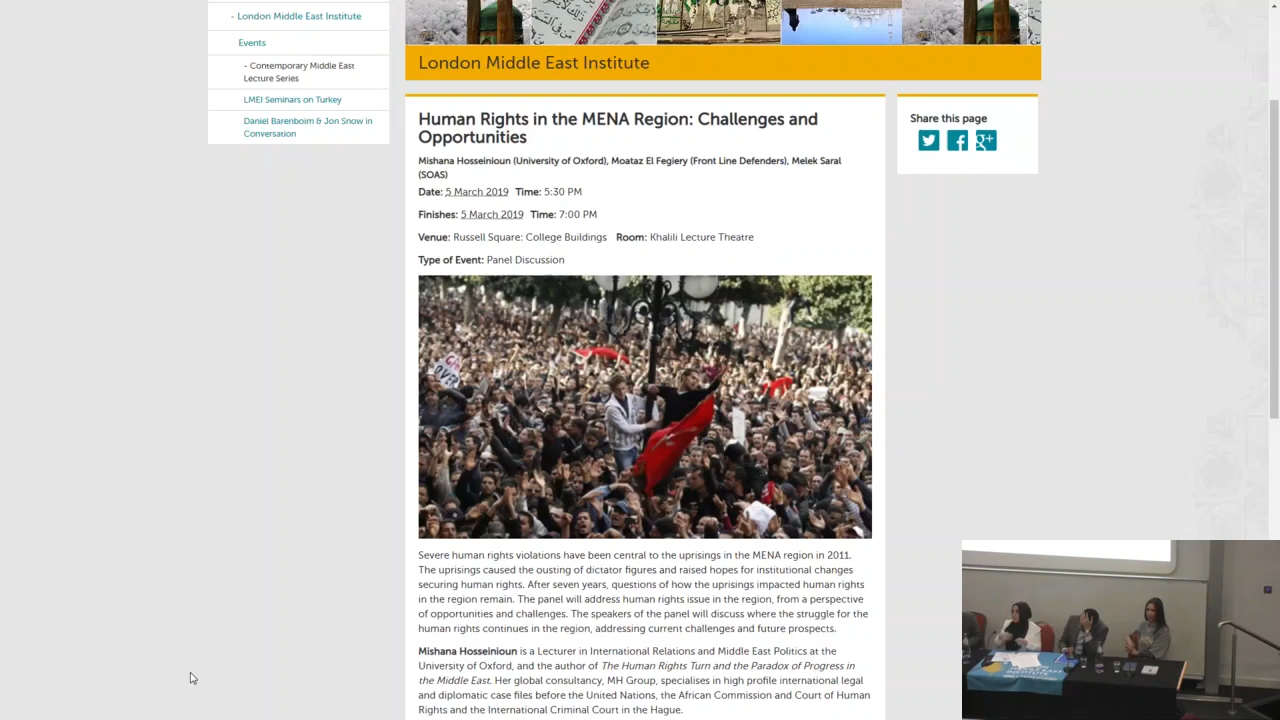 - London Middle East Institute
Events
- Contemporary Middle East
Lecture Series
LMEI Seminars on Turkey
Daniel Barenboim & Jon Snow in
Conversation
London Middle East Institute
Human Rights in the MENA Region: Challenges and
Opportunities
Mishana Hosseinioun (University of Oxford), Moataz El Fegiery (Front Line Defenders), Melek Saral
(SOAS)
Date: 5 March 2019 Time: 5:30 PM
Finishes: 5 March 2019 Time: 7:00 PM
Venue: Russell Square: College Buildings Room: Khalili Lecture Theatre
Type of Event: Panel Discussion
Severe human rights violations have been central to the uprisings in the MENA region in 2011.
The uprisings caused the ousting of dictator figures and raised hopes for institutional changes
securing human rights. After seven years, questions of how the uprisings impacted human rights
in the region remain. The panel will address human rights issue in the region, from a perspective
of opportunities and challenges. The speakers of the panel will discuss where the struggle for the
human rights continues in the region, addressing current challenges and future prospects.
Mishana Hosseinioun is a Lecturer in International Relations and Middle East Politics at the
University of Oxford, and the author of The Human Rights Turn and the Paradox of Progress in
the Middle East. Her global consultancy, MH Group, specialises in high profile international legal
and diplomatic case files before the United Nations, the African Commission and Court of Human
Rights and the International Criminal Court in the Hague.
Share this page